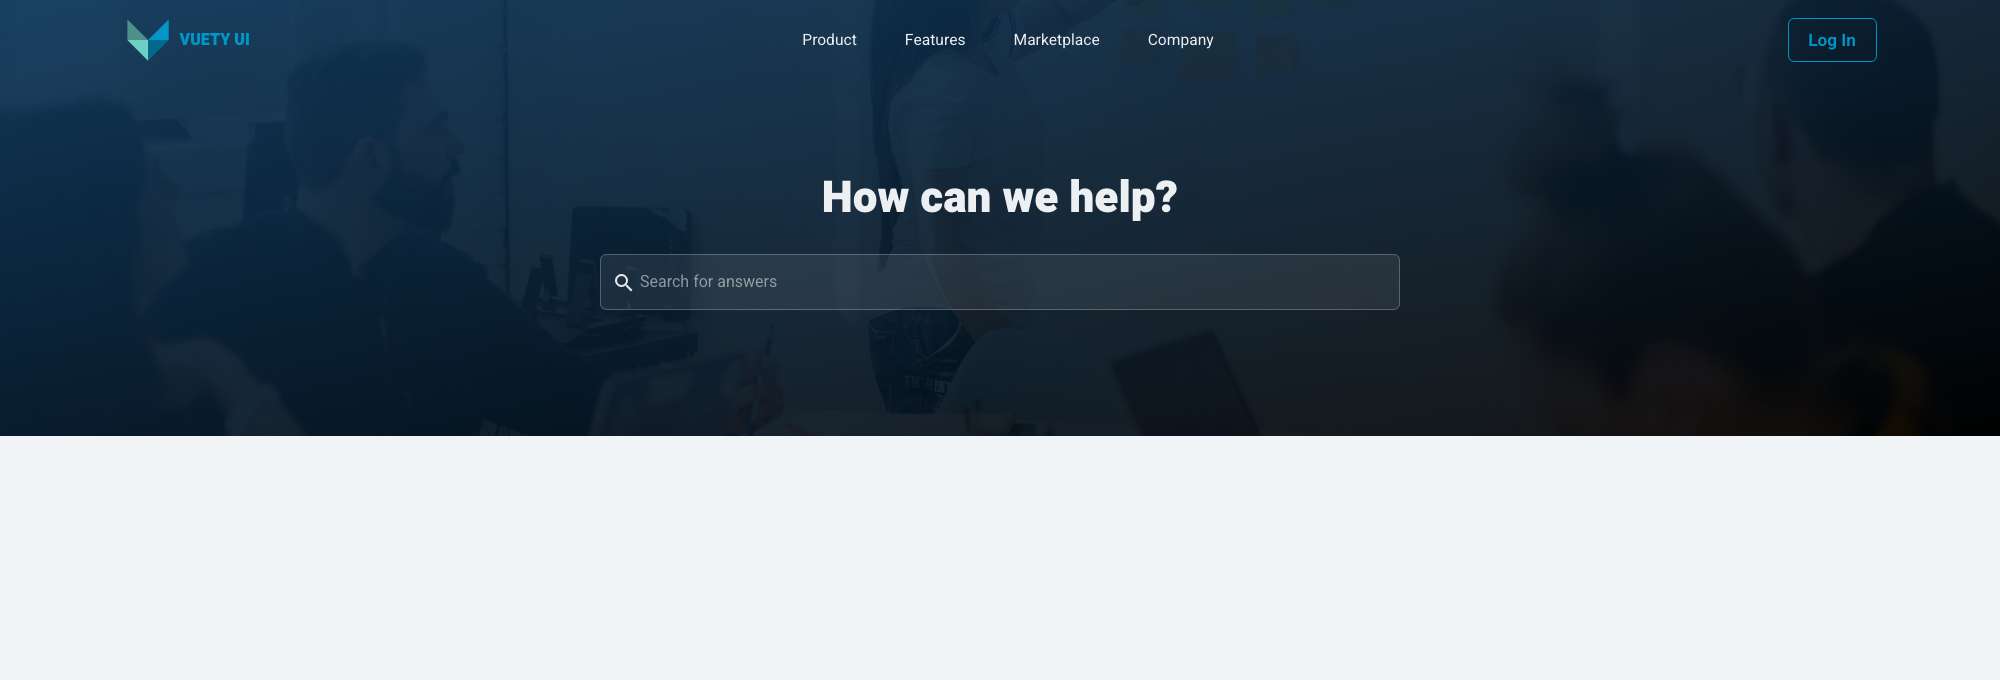 VUETY UI
Product Features Marketplace Company
Log In
How can we help?
Search for answers